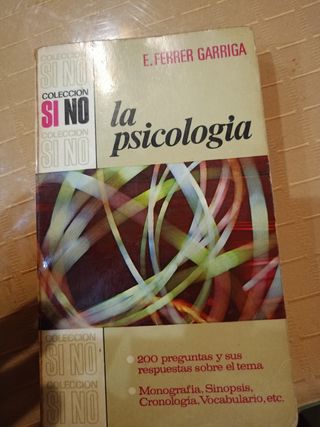 COLECCION
SI NO
COLECCION
SI NO
COLECCION
SI NO
E. FERRER GARRIGA
la
psicologia
COLECCION
SI NO
COLECCION
SI NO
200 preguntas y sus
respuestas sobre el tema
Monografía, Sinopsis,
Cronología, Vocabulario, etc.